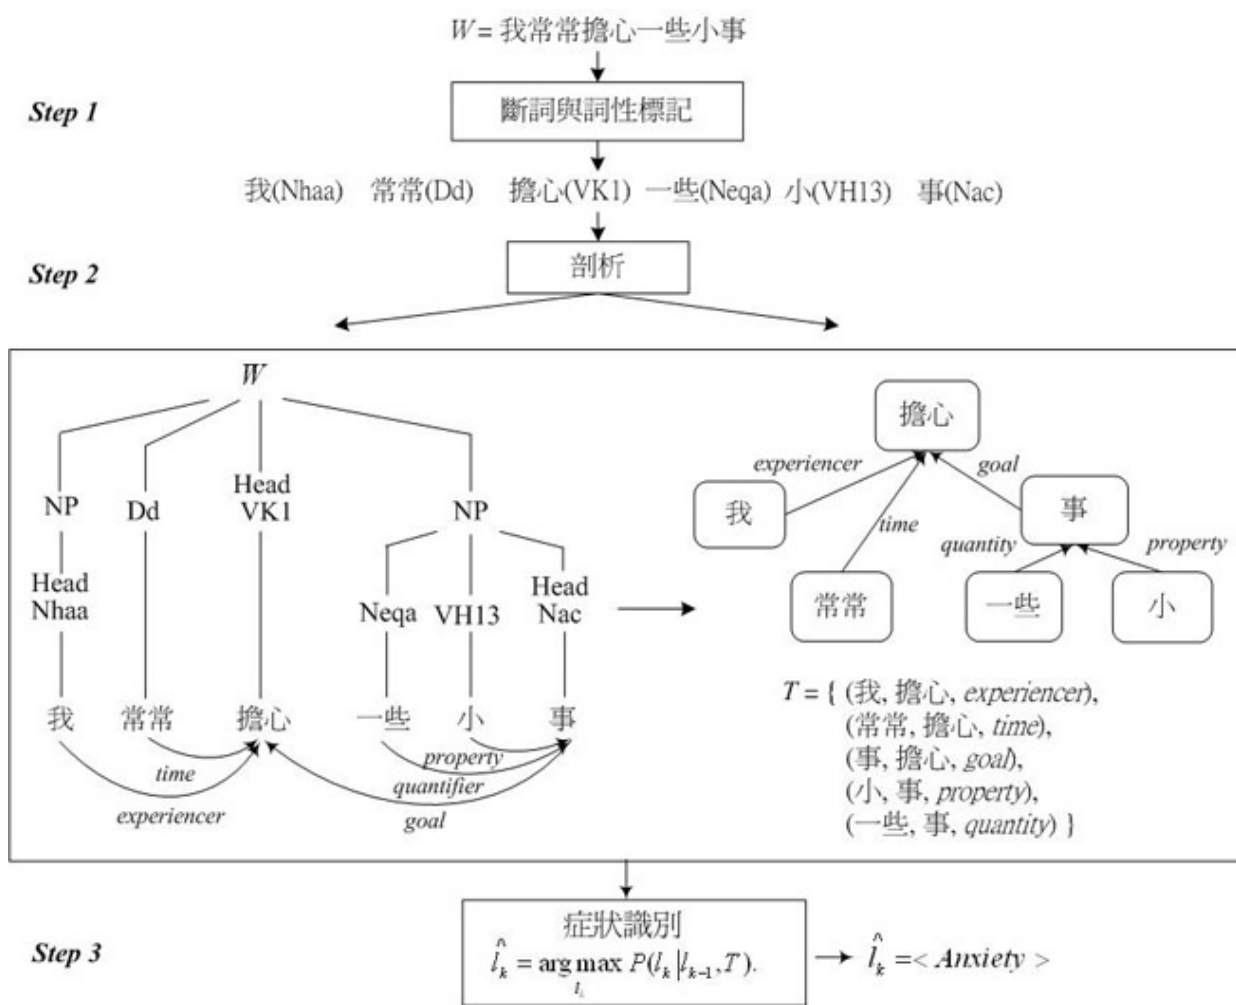 W = 我常常擔心一些小事
Step 1
斷詞與詞性標記
我(Nhaa) 常常(Dd) 擔心(VK1) 一些(Neqa) 小(VH13) 事(Nac)
Step 2
剖析
W
NP Dd Head VK1 NP
Head Nhaa
Neqa VH13 Head Nac
我 常常 擔心 一些 小 事
time
experiencer
property
quantifier
goal
擔心
experiencer goal
我 time 事
quantity property
常常 一些 小
T = { (我, 擔心, experiencer),
(常常, 擔心, time),
(事, 擔心, goal),
(小, 事, property),
(一些, 事, quantity) }
Step 3
症狀識別
l̂k = arg max P(lk|lk-1,T).
lk
l̂k =< Anxiety >